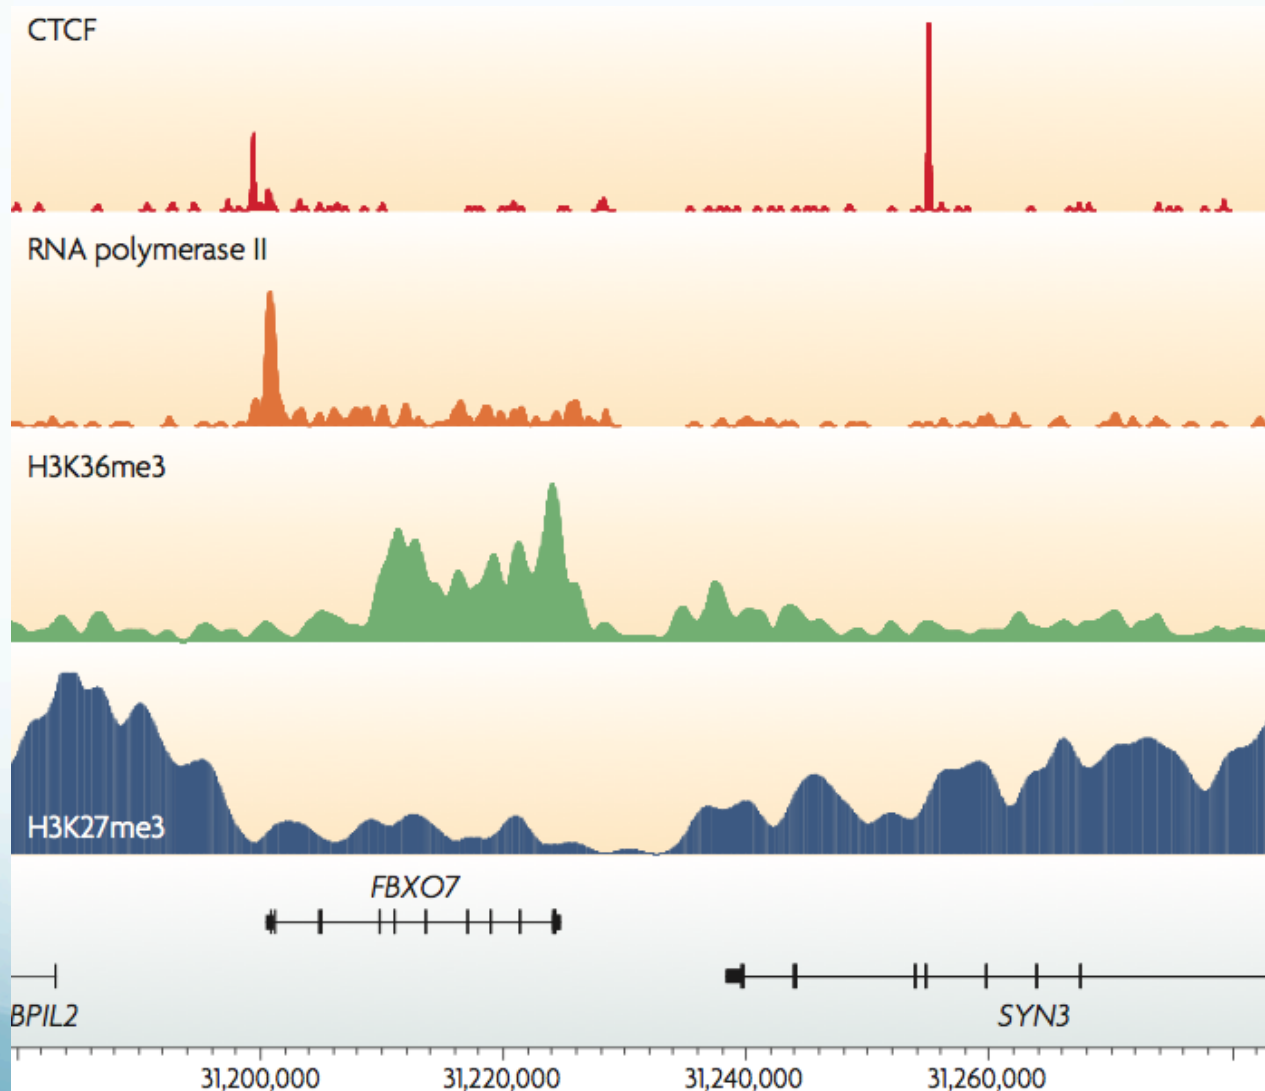 CTCF
RNA polymerase II
H3K36me3
H3K27me3
FBXO7
BPIL2
SYN3
31,200,000 31,220,000 31,240,000 31,260,000